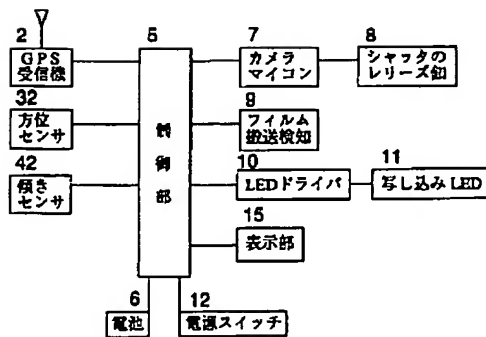 2
GPS
受信機
32
方位
センサ
42
傾き
センサ
5
制
御
部
7
カメラ
マイコン
8
シャッタの
レリーズ釦
9
フィルム
搬送検知
10
LEDドライバ
11
写し込みLED
15
表示部
6
電池
12
電源スイッチ